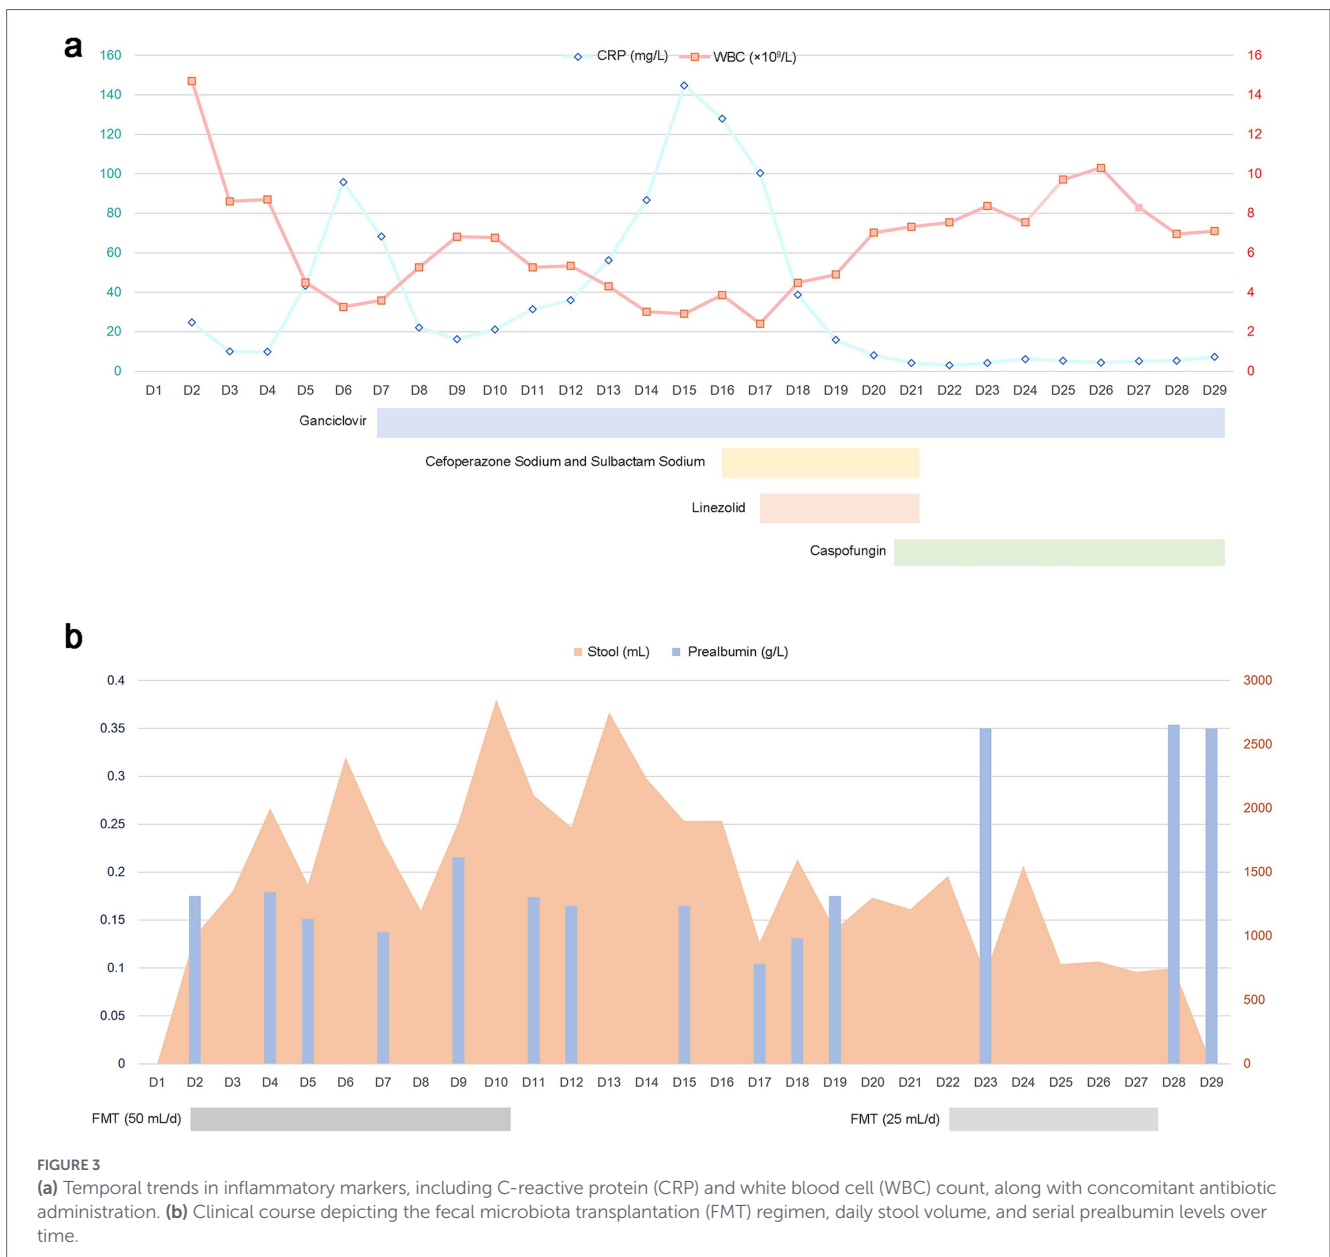 a
CRP (mg/L) WBC (×10⁹/L)
160 16
140 14
120 12
100 10
80 8
60 6
40 4
20 2
0 0
D1 D2 D3 D4 D5 D6 D7 D8 D9 D10 D11 D12 D13 D14 D15 D16 D17 D18 D19 D20 D21 D22 D23 D24 D25 D26 D27 D28 D29
Ganciclovir
Cefoperazone Sodium and Sulbactam Sodium
Linezolid
Caspofungin
b
Stool (mL) Prealbumin (g/L)
0.4 3000
0.35 2500
0.3 2000
0.25
0.2 1500
0.15 1000
0.1 500
0.05
0 0
D1 D2 D3 D4 D5 D6 D7 D8 D9 D10 D11 D12 D13 D14 D15 D16 D17 D18 D19 D20 D21 D22 D23 D24 D25 D26 D27 D28 D29
FMT (50 mL/d) FMT (25 mL/d)
FIGURE 3
(a) Temporal trends in inflammatory markers, including C-reactive protein (CRP) and white blood cell (WBC) count, along with concomitant antibiotic
administration. (b) Clinical course depicting the fecal microbiota transplantation (FMT) regimen, daily stool volume, and serial prealbumin levels over
time.